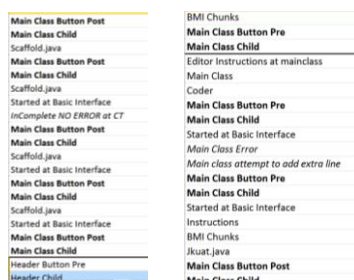 Main Class Button Post
Main Class Child
Scaffold.java
Main Class Button Post
Main Class Child
Scaffold.java
Started at Basic Interface
InComplete NO ERROR at CT
Main Class Button Post
Main Class Child
Scaffold.java
Started at Basic Interface
Main Class Button Post
Main Class Child
Scaffold.java
Started at Basic Interface
Main Class Button Post
Main Class Child
Header Button Pre
Header Child
BMI Chunks
Main Class Button Pre
Main Class Child
Editor Instructions at mainclass
Main Class
Coder
Main Class Button Pre
Main Class Child
Started at Basic Interface
Main Class Error
Main class attempt to add extra line
Main Class Button Pre
Main Class Child
Started at Basic Interface
Instructions
BMI Chunks
Jkuat.java
Main Class Button Post
Main Class Child